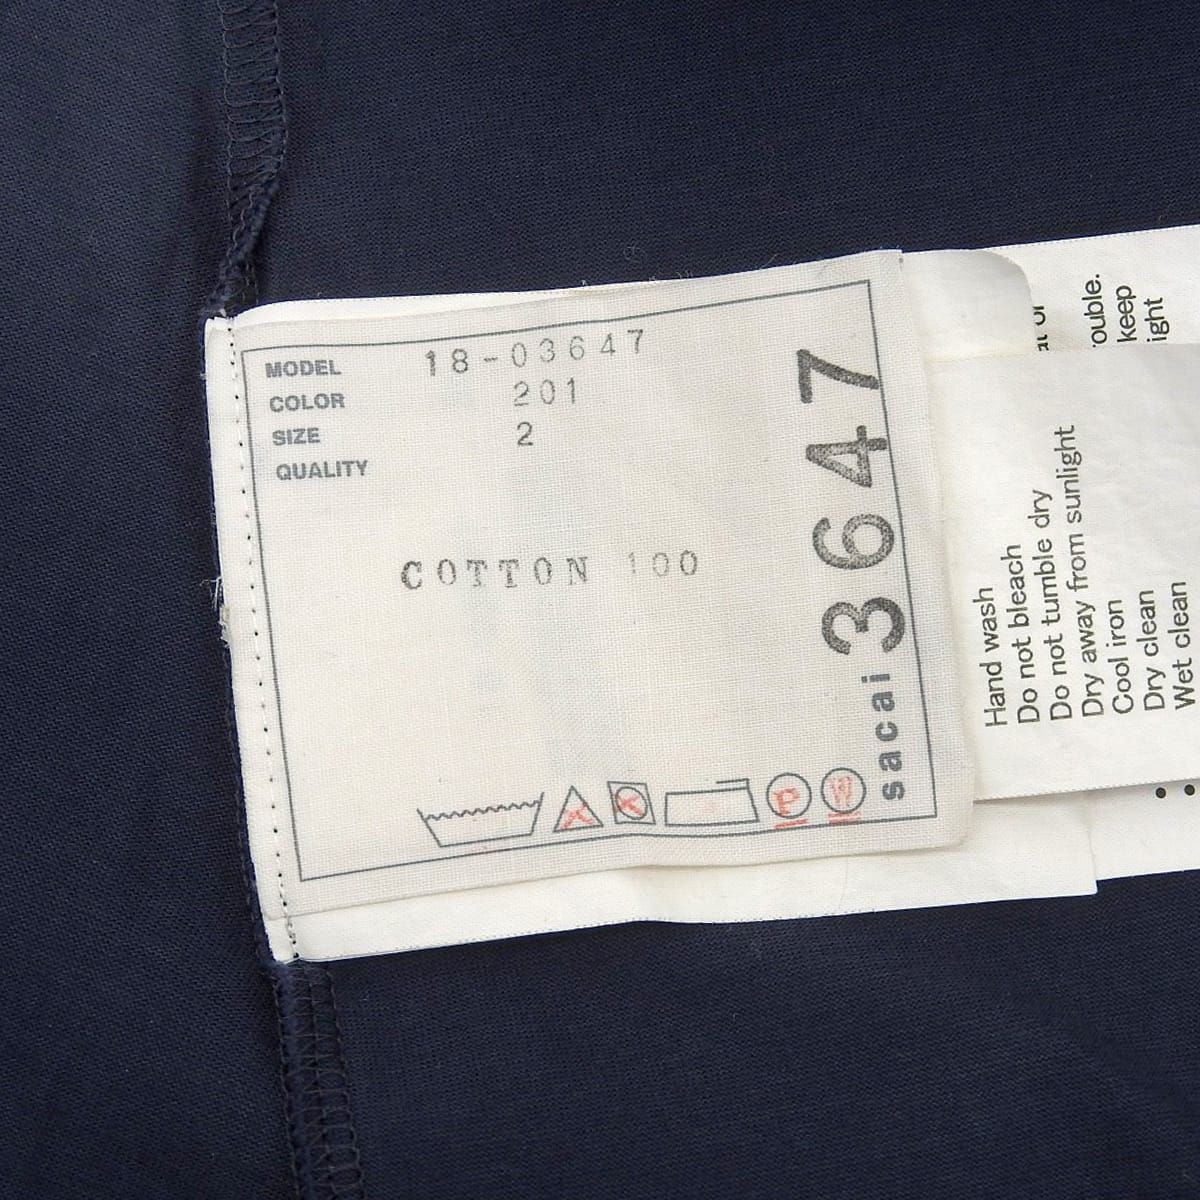 MODEL 18-03647
COLOR 201
SIZE 2
QUALITY
COTTON 100
sacai 3647
P
W
ouble.
keep
ight
Hand wash
Do not bleach
Do not tumble dry
Dry away from sunlight
Cool iron
Dry clean
Wet clean